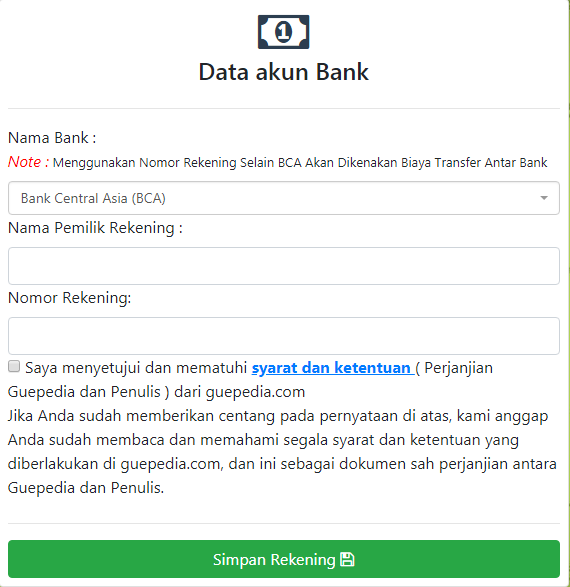 1
Data akun Bank
Nama Bank :
Note : Menggunakan Nomor Rekening Selain BCA Akan Dikenakan Biaya Transfer Antar Bank
Bank Central Asia (BCA)
Nama Pemilik Rekening :
Nomor Rekening:
Saya menyetujui dan mematuhi syarat dan ketentuan ( Perjanjian
Guepedia dan Penulis ) dari guepedia.com
Jika Anda sudah memberikan centang pada pernyataan di atas, kami anggap
Anda sudah membaca dan memahami segala syarat dan ketentuan yang
diberlakukan di guepedia.com, dan ini sebagai dokumen sah perjanjian antara
Guepedia dan Penulis.
Simpan Rekening